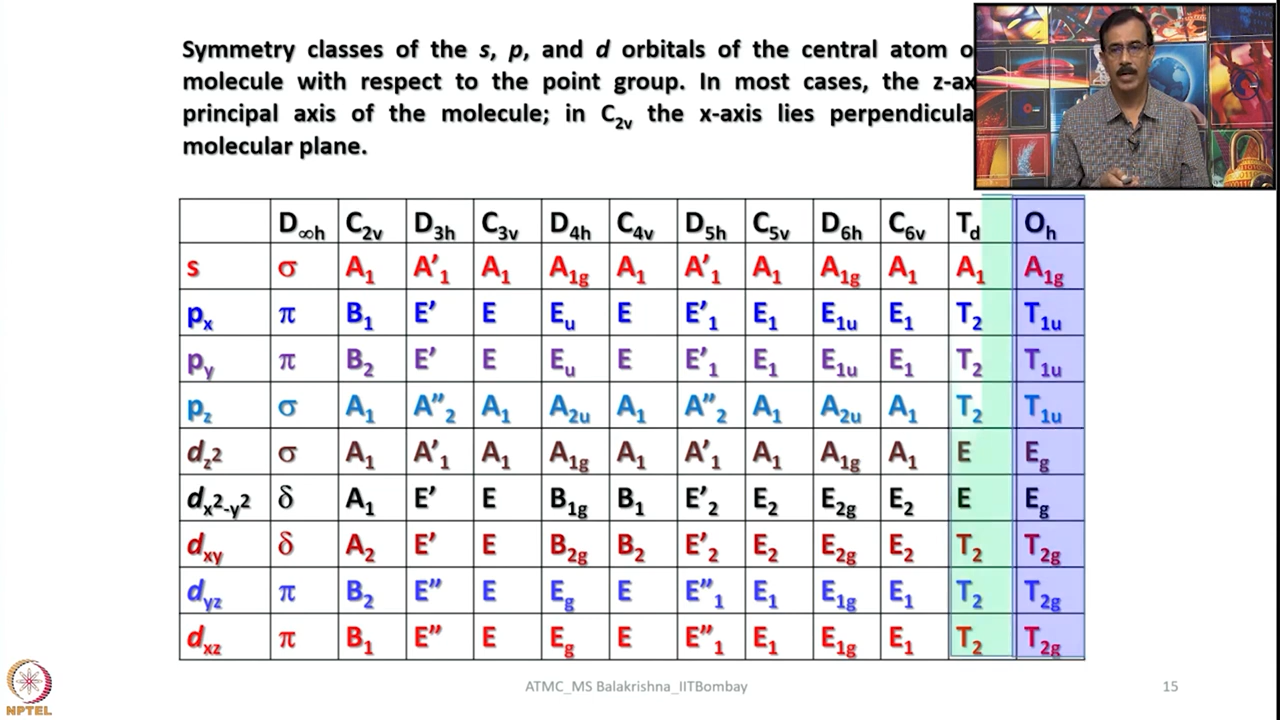 Symmetry classes of the s, p, and d orbitals of the central atom o
molecule with respect to the point group. In most cases, the z-ax
principal axis of the molecule; in C₂ᵥ the x-axis lies perpendicula
molecular plane.
D∞h C2v D3h C3v D4h C4v D5h C5v D6h C6v Td Oh
s σ A1 A′1 A1 A1g A1 A′1 A1 A1g A1 A1 A1g
px π B1 E′ E Eu E E′1 E1 E1u E1 T2 T1u
py π B2 E′ E Eu E E′1 E1 E1u E1 T2 T1u
pz σ A1 A″2 A1 A2u A1 A″2 A1 A2u A1 T2 T1u
dz2 σ A1 A′1 A1 A1g A1 A′1 A1 A1g A1 E Eg
dx2-y2 δ A1 E′ E B1g B1 E′2 E2 E2g E2 E Eg
dxy δ A2 E′ E B2g B2 E′2 E2 E2g E2 T2 T2g
dyz π B2 E″ E Eg E E″1 E1 E1g E1 T2 T2g
dxz π B1 E″ E Eg E E″1 E1 E1g E1 T2 T2g
NPTEL ATMC_MS Balakrishna_IITBombay 15